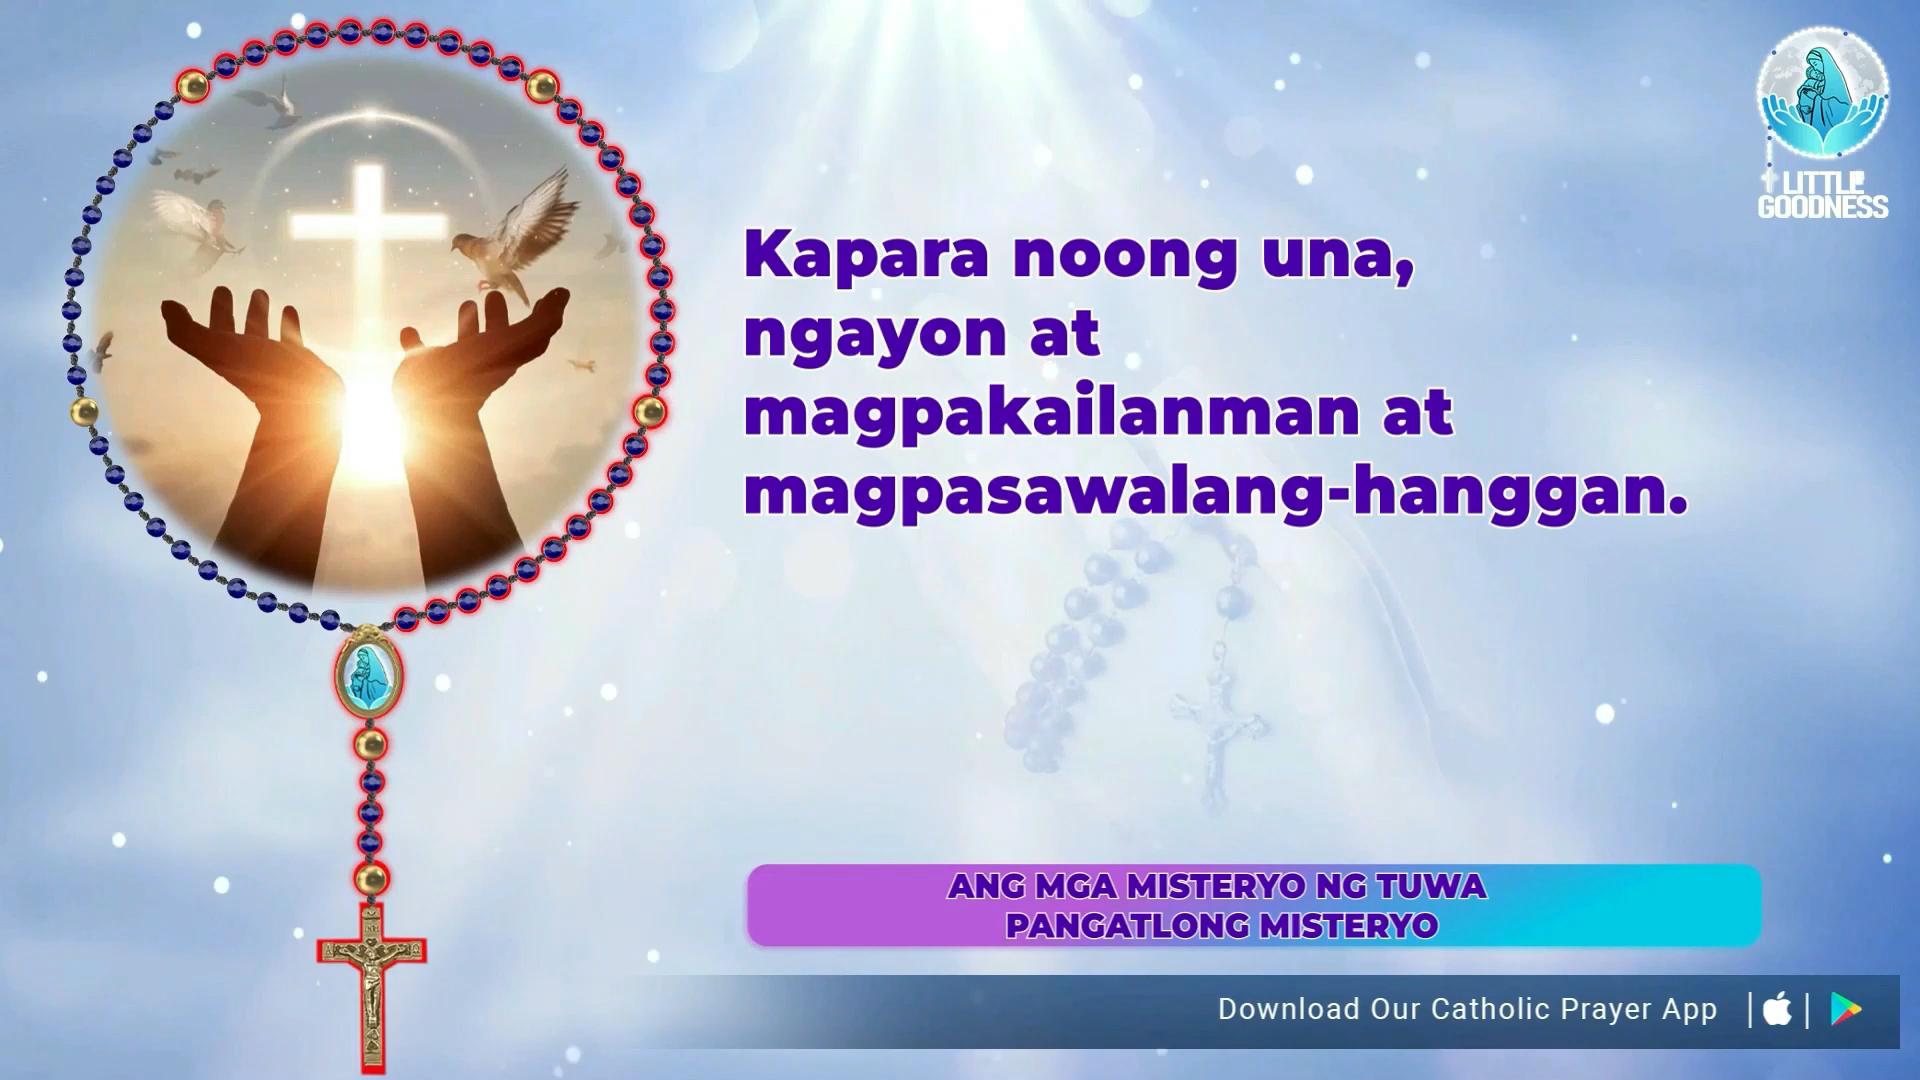 LITTLE
GOODNESS
Kapara noong una,
ngayon at
magpakailanman at
magpasawalang-hanggan.
ANG MGA MISTERYO NG TUWA
PANGATLONG MISTERYO
Download Our Catholic Prayer App
INRI